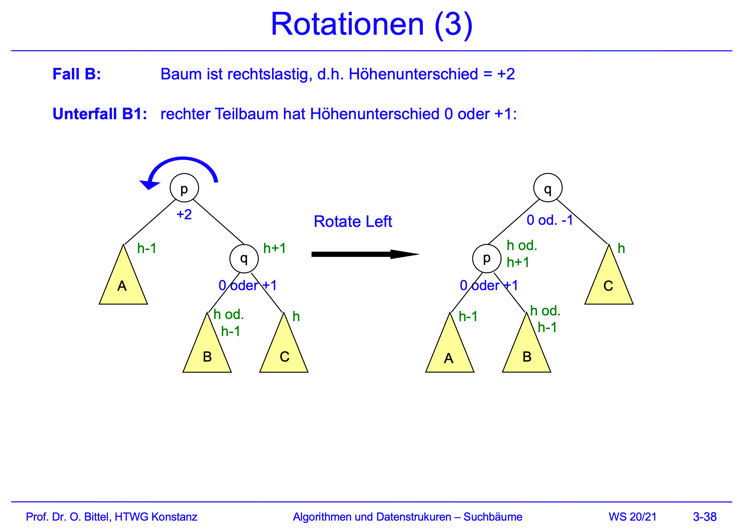 Rotationen (3)
Fall B: Baum ist rechtslastig, d.h. Höhenunterschied = +2
Unterfall B1: rechter Teilbaum hat Höhenunterschied 0 oder +1:
p
+2
h-1
A
q
h+1
0 oder +1
h od.
h-1
B
h
C
Rotate Left
q
0 od. -1
p
h od.
h+1
0 oder +1
h
C
h-1
A
h od.
h-1
B
Prof. Dr. O. Bittel, HTWG Konstanz Algorithmen und Datenstrukuren – Suchbäume WS 20/21 3-38